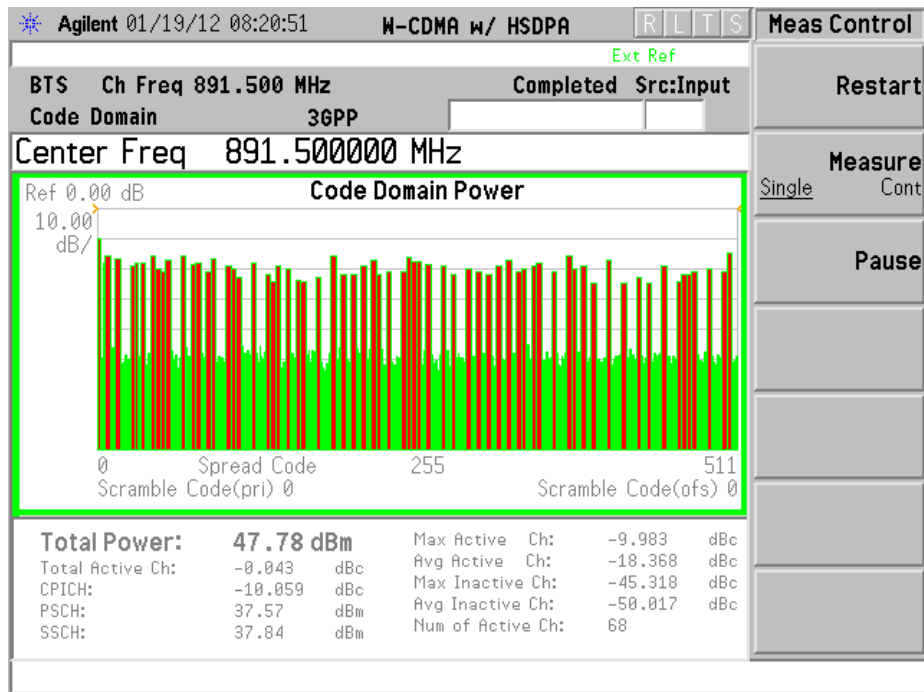 Agilent 01/19/12 08:20:51 W-CDMA w/ HSDPA R L T S
Meas Control
Ext Ref
BTS Ch Freq 891.500 MHz Completed Src:Input
Code Domain 3GPP
Restart
Center Freq 891.500000 MHz
Measure
Single Cont
Ref 0.00 dB Code Domain Power
10.00
dB/
Pause
0 Spread Code 255 511
Scramble Code(pri) 0 Scramble Code(ofs) 0
Total Power: 47.78 dBm
Total Active Ch: -0.043 dBc
CPICH: -10.059 dBc
PSCH: 37.57 dBm
SSCH: 37.84 dBm
Max Active Ch: -9.983 dBc
Avg Active Ch: -18.368 dBc
Max Inactive Ch: -45.318 dBc
Avg Inactive Ch: -50.017 dBc
Num of Active Ch: 68